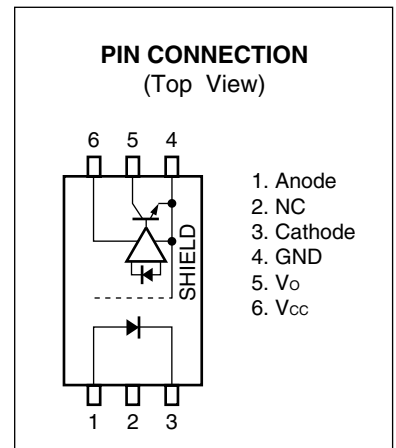 PIN CONNECTION
(Top View)
6 5 4
SHIELD
1 2 3
1. Anode
2. NC
3. Cathode
4. GND
5. Vo
6. Vcc